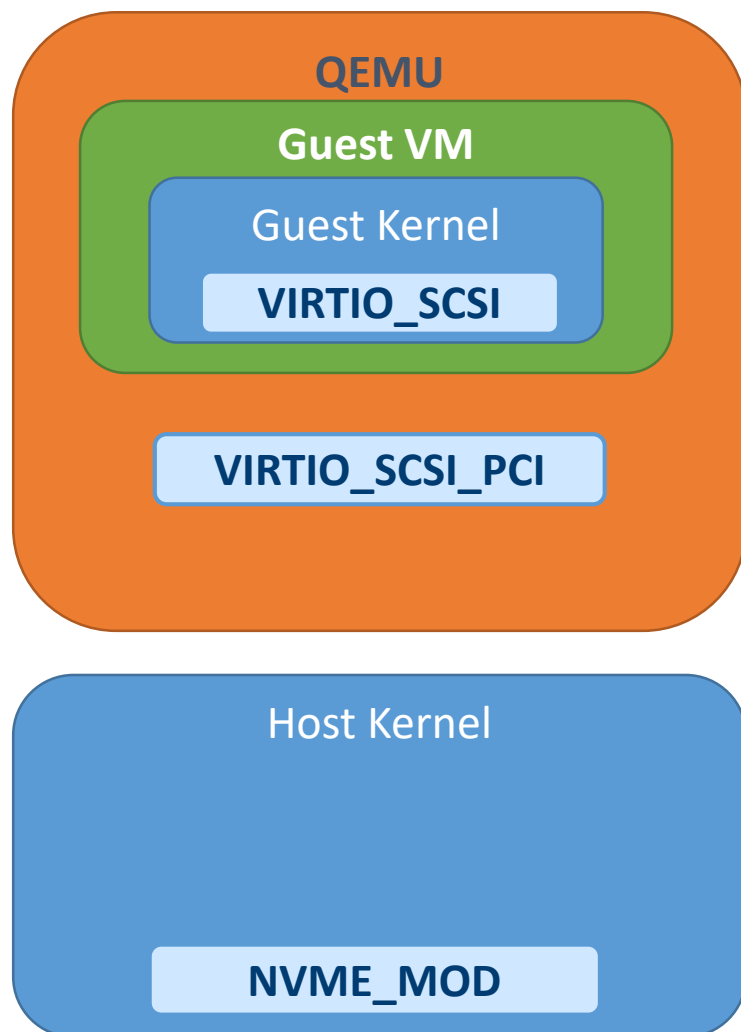 QEMU
Guest VM
Guest Kernel
VIRTIO_SCSI
VIRTIO_SCSI_PCI
Host Kernel
NVME_MOD